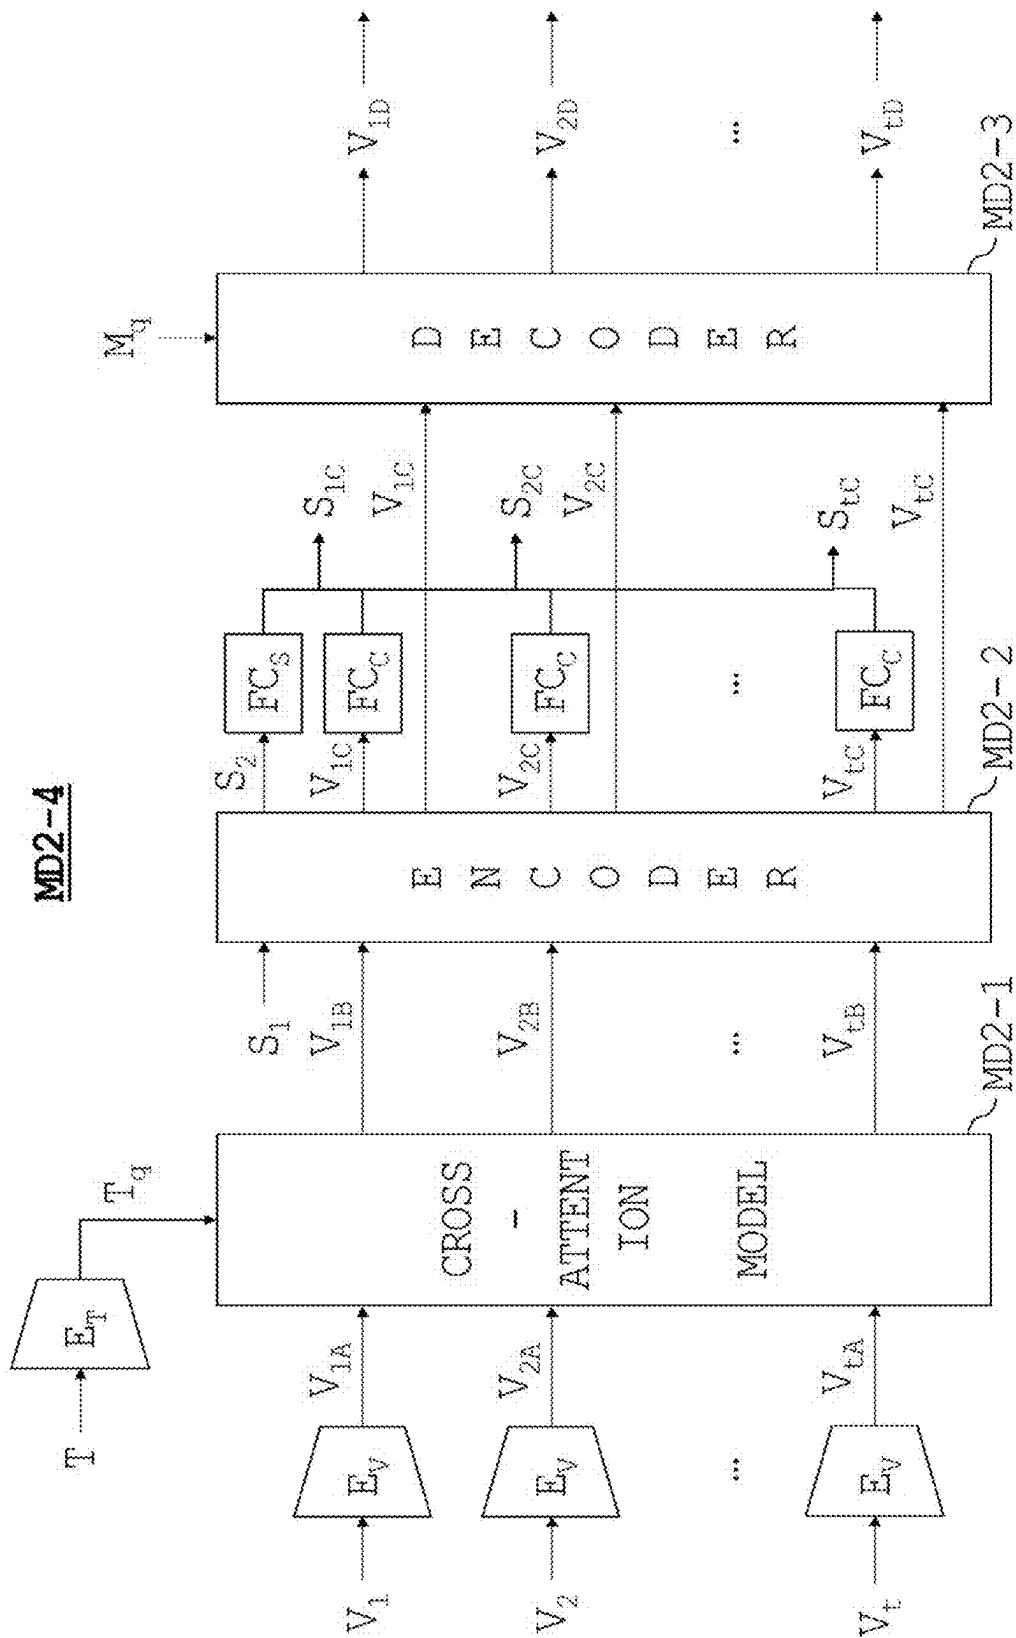 MD2-4
T
E_T
T_q
V_1
E_V
V_1A
V_2
E_V
V_2A
...
V_t
E_V
V_tA
CROSS
-
ATTENT
ION
MODEL
MD2-1
S_1
V_1B
V_2B
...
V_tB
ENCODER
MD2-2
S_2
FC_S
V_1C
FC_C
S_1C
V_1C
V_2C
FC_C
S_2C
V_2C
...
V_tC
FC_C
S_tC
V_tC
M_q
DECODER
MD2-3
V_1D
V_2D
...
V_tD